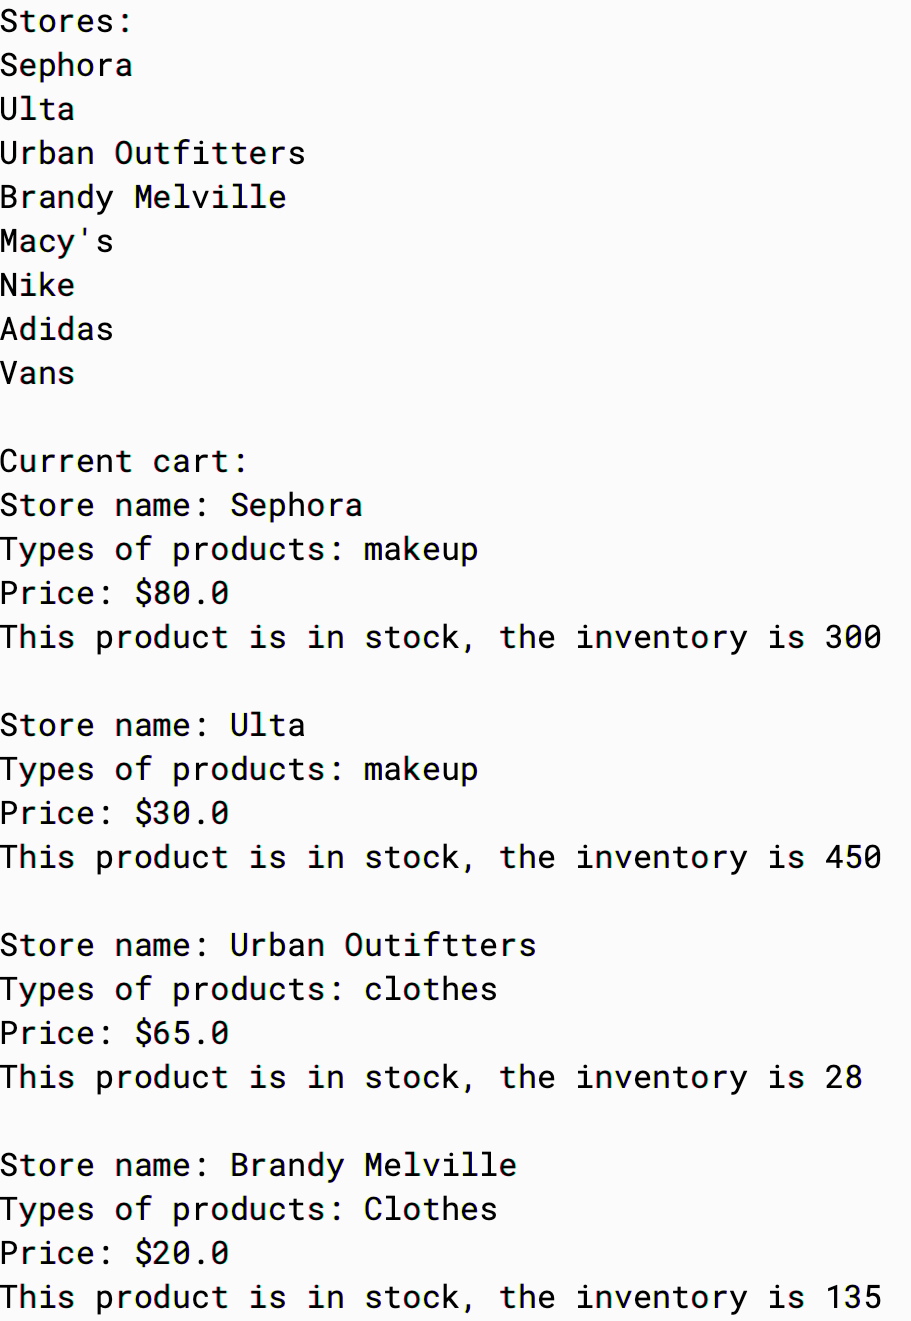 Stores:
Sephora
Ulta
Urban Outfitters
Brandy Melville
Macy's
Nike
Adidas
Vans

Current cart:
Store name: Sephora
Types of products: makeup
Price: $80.0
This product is in stock, the inventory is 300

Store name: Ulta
Types of products: makeup
Price: $30.0
This product is in stock, the inventory is 450

Store name: Urban Outiftters
Types of products: clothes
Price: $65.0
This product is in stock, the inventory is 28

Store name: Brandy Melville
Types of products: Clothes
Price: $20.0
This product is in stock, the inventory is 135